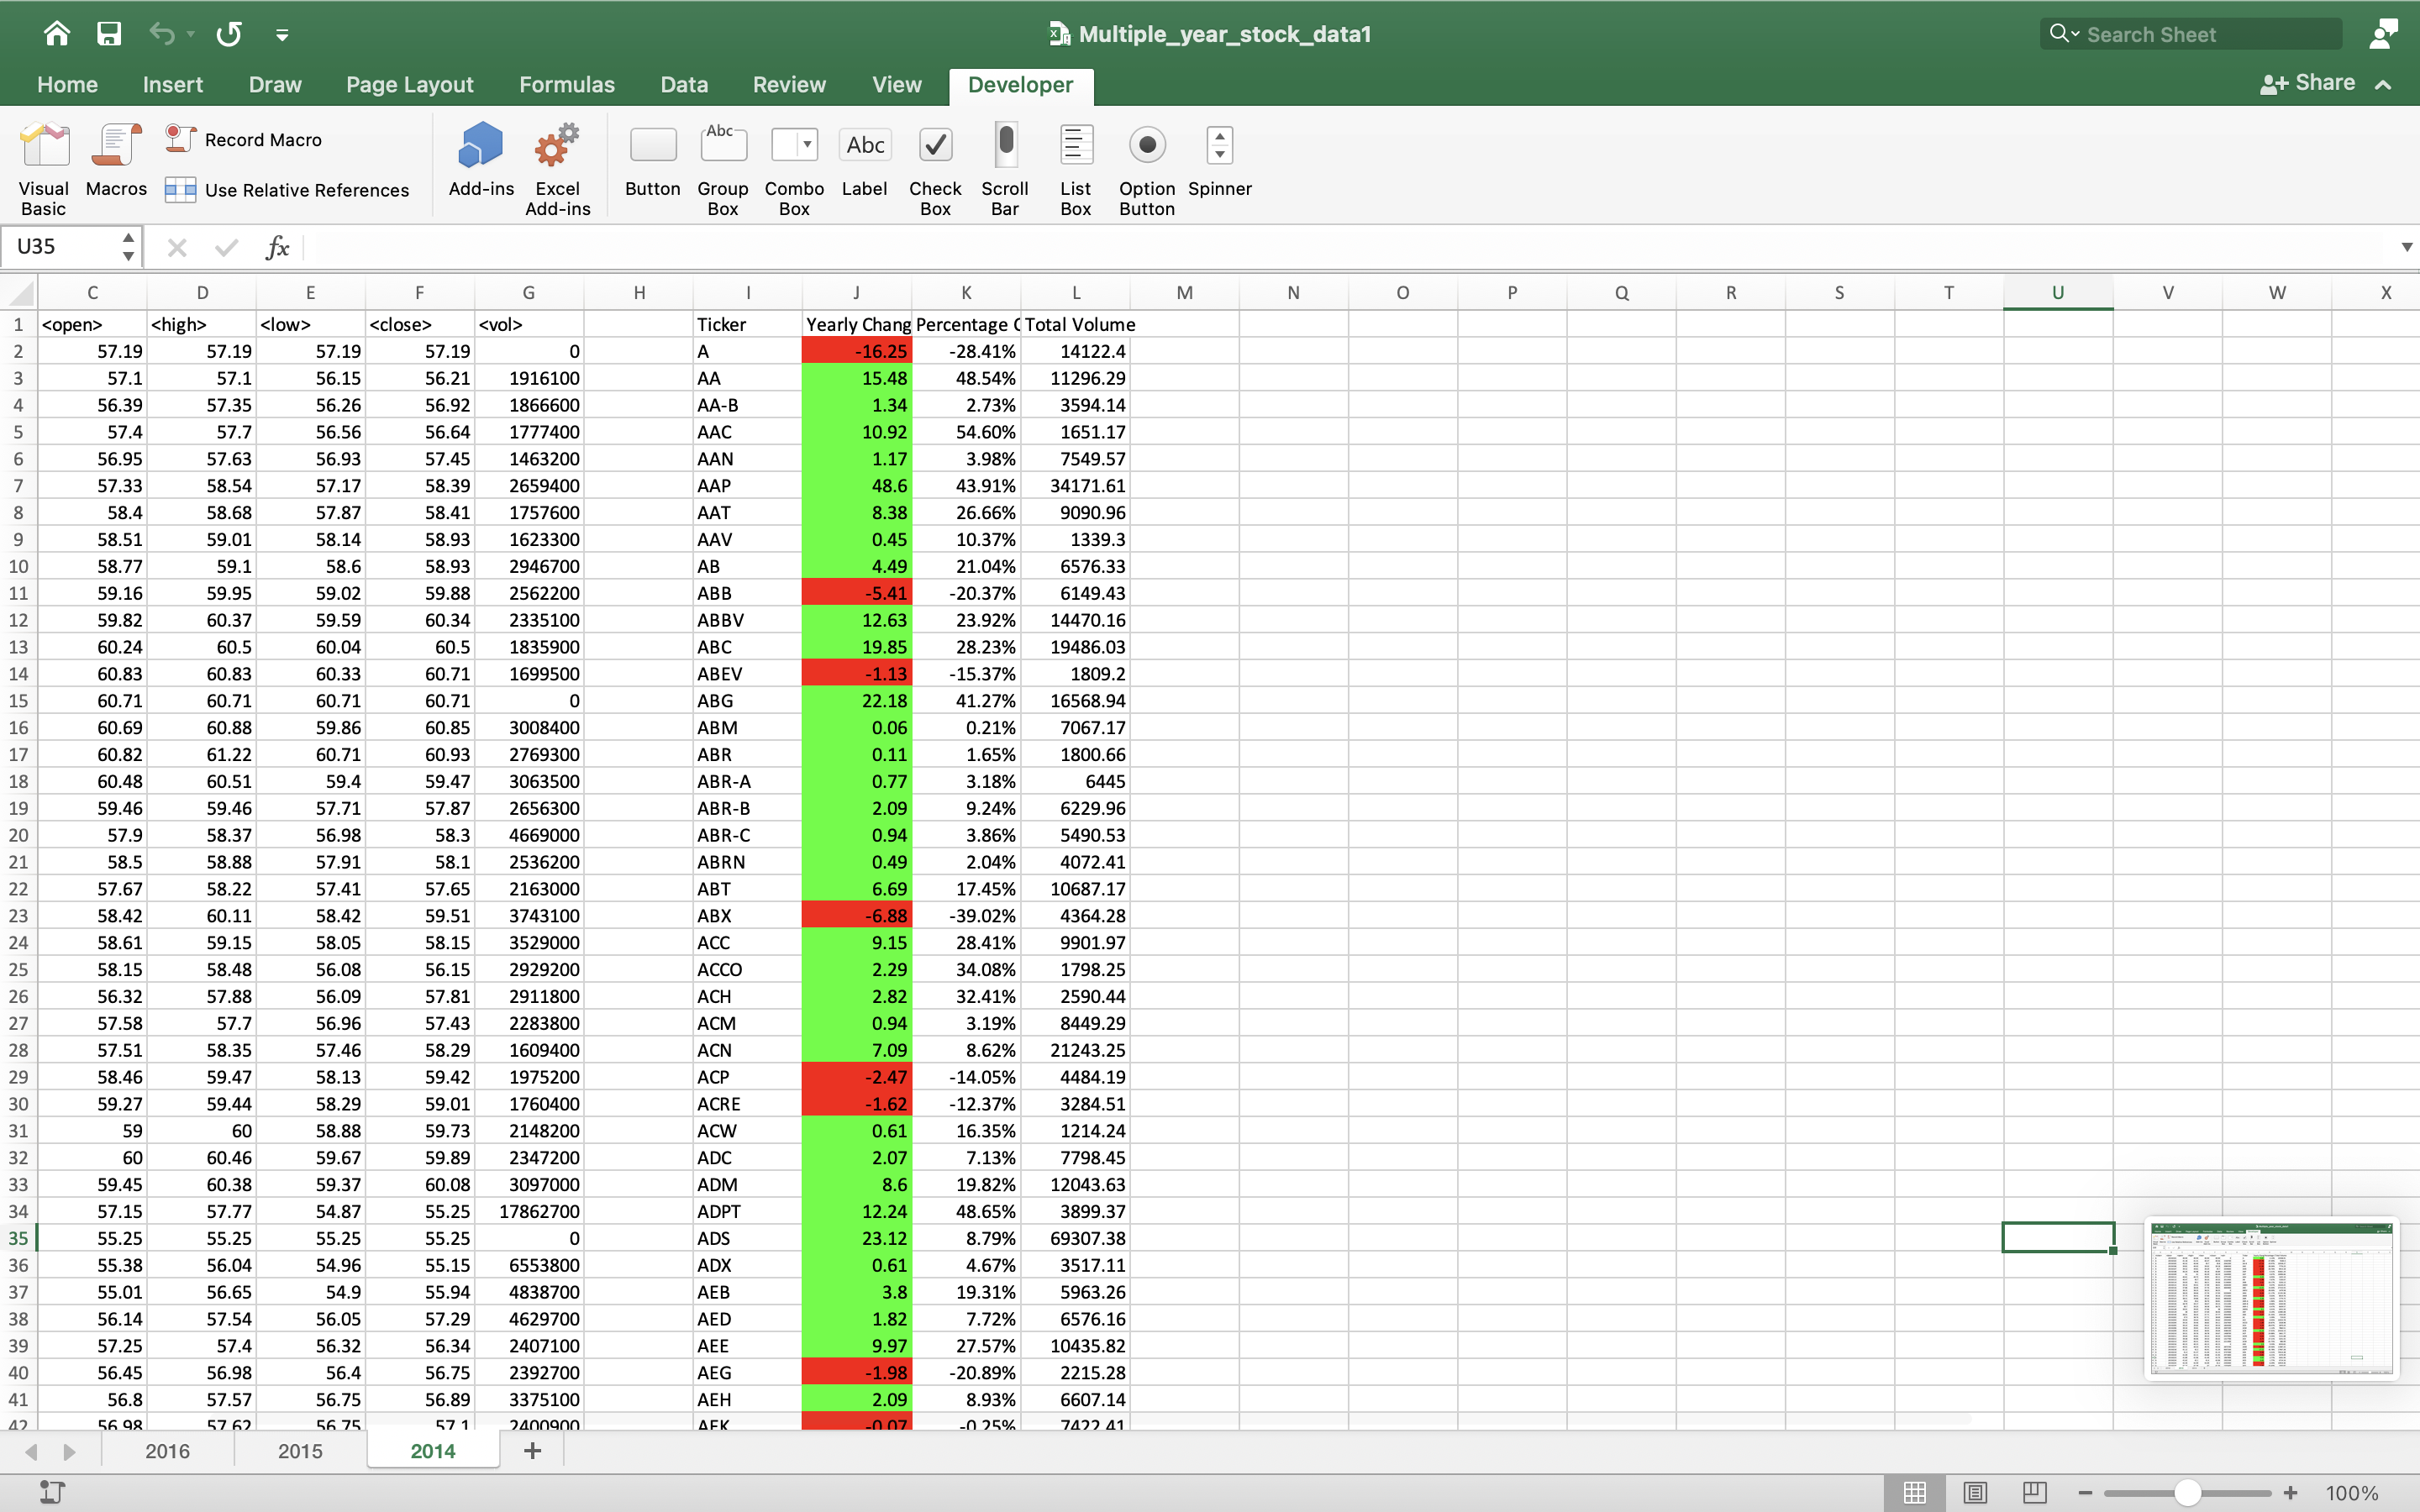 Multiple_year_stock_data1
Search Sheet
Home Insert Draw Page Layout Formulas Data Review View Developer Share
Visual Basic Macros Record Macro Use Relative References Add-ins Excel Add-ins Button Abc Group Box Combo Box Abc Label Check Box Scroll Bar List Box Option Button Spinner
U35 fx
C D E F G H I J K L M N O P Q R S T U V W X
1 <open> <high> <low> <close> <vol> Ticker Yearly Chang Percentage Total Volume
2 57.19 57.19 57.19 57.19 0 A -16.25 -28.41% 14122.4
3 57.1 57.1 56.15 56.21 1916100 AA 15.48 48.54% 11296.29
4 56.39 57.35 56.26 56.92 1866600 AA-B 1.34 2.73% 3594.14
5 57.4 57.7 56.56 56.64 1777400 AAC 10.92 54.60% 1651.17
6 56.95 57.63 56.93 57.45 1463200 AAN 1.17 3.98% 7549.57
7 57.33 58.54 57.17 58.39 2659400 AAP 48.6 43.91% 34171.61
8 58.4 58.68 57.87 58.41 1757600 AAT 8.38 26.66% 9090.96
9 58.51 59.01 58.14 58.93 1623300 AAV 0.45 10.37% 1339.3
10 58.77 59.1 58.6 58.93 2946700 AB 4.49 21.04% 6576.33
11 59.16 59.95 59.02 59.88 2562200 ABB -5.41 -20.37% 6149.43
12 59.82 60.37 59.59 60.34 2335100 ABBV 12.63 23.92% 14470.16
13 60.24 60.5 60.04 60.5 1835900 ABC 19.85 28.23% 19486.03
14 60.83 60.83 60.33 60.71 1699500 ABEV -1.13 -15.37% 1809.2
15 60.71 60.71 60.71 60.71 0 ABG 22.18 41.27% 16568.94
16 60.69 60.88 59.86 60.85 3008400 ABM 0.06 0.21% 7067.17
17 60.82 61.22 60.71 60.93 2769300 ABR 0.11 1.65% 1800.66
18 60.48 60.51 59.4 59.47 3063500 ABR-A 0.77 3.18% 6445
19 59.46 59.46 57.71 57.87 2656300 ABR-B 2.09 9.24% 6229.96
20 57.9 58.37 56.98 58.3 4669000 ABR-C 0.94 3.86% 5490.53
21 58.5 58.88 57.91 58.1 2536200 ABRN 0.49 2.04% 4072.41
22 57.67 58.22 57.41 57.65 2163000 ABT 6.69 17.45% 10687.17
23 58.42 60.11 58.42 59.51 3743100 ABX -6.88 -39.02% 4364.28
24 58.61 59.15 58.05 58.15 3529000 ACC 9.15 28.41% 9901.97
25 58.15 58.48 56.08 56.15 2929200 ACCO 2.29 34.08% 1798.25
26 56.32 57.88 56.09 57.81 2911800 ACH 2.82 32.41% 2590.44
27 57.58 57.7 56.96 57.43 2283800 ACM 0.94 3.19% 8449.29
28 57.51 58.35 57.46 58.29 1609400 ACN 7.09 8.62% 21243.25
29 58.46 59.47 58.13 59.42 1975200 ACP -2.47 -14.05% 4484.19
30 59.27 59.44 58.29 59.01 1760400 ACRE -1.62 -12.37% 3284.51
31 59 60 58.88 59.73 2148200 ACW 0.61 16.35% 1214.24
32 60 60.46 59.67 59.89 2347200 ADC 2.07 7.13% 7798.45
33 59.45 60.38 59.37 60.08 3097000 ADM 8.6 19.82% 12043.63
34 57.15 57.77 54.87 55.25 17862700 ADPT 12.24 48.65% 3899.37
35 55.25 55.25 55.25 55.25 0 ADS 23.12 8.79% 69307.38
36 55.38 56.04 54.96 55.15 6553800 ADX 0.61 4.67% 3517.11
37 55.01 56.65 54.9 55.94 4838700 AEB 3.8 19.31% 5963.26
38 56.14 57.54 56.05 57.29 4629700 AED 1.82 7.72% 6576.16
39 57.25 57.4 56.32 56.34 2407100 AEE 9.97 27.57% 10435.82
40 56.45 56.98 56.4 56.75 2392700 AEG -1.98 -20.89% 2215.28
41 56.8 57.57 56.75 56.89 3375100 AEH 2.09 8.93% 6607.14
42 56.98 57.62 56.75 57.1 2400900 AEK -0.07 -0.25% 7422.41
2016 2015 2014 +
100%